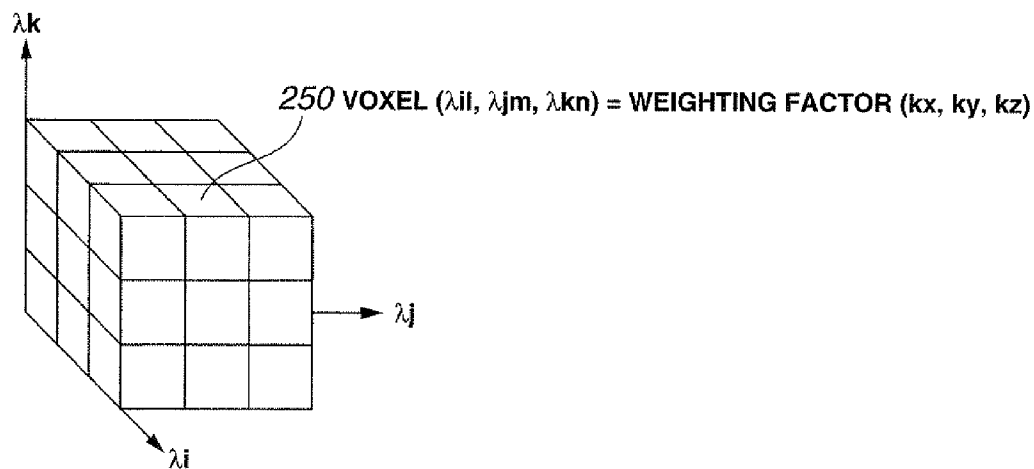 λk
250 VOXEL (λil, λjm, λkn) = WEIGHTING FACTOR (kx, ky, kz)
λj
λi